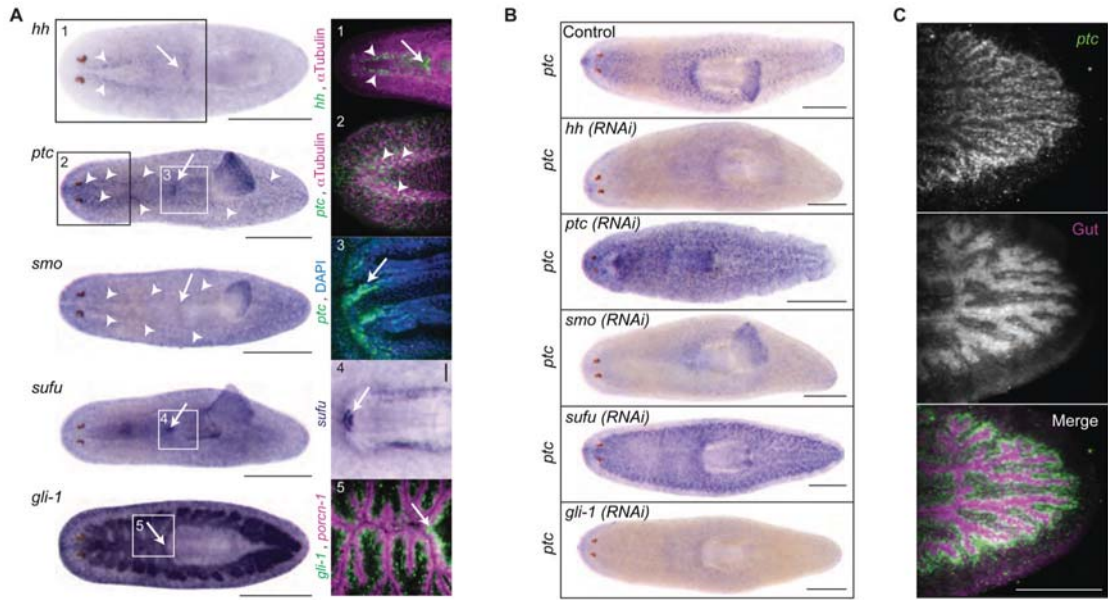 A
hh
1
1
hh, αTubulin
ptc
2
3
2
ptc, αTubulin
smo
3
ptc, DAPI
sufu
4
4
sufu
gli-1
5
5
gli-1, porcn-1
B
Control
ptc
hh (RNAi)
ptc
ptc (RNAi)
ptc
smo (RNAi)
ptc
sufu (RNAi)
ptc
gli-1 (RNAi)
ptc
C
ptc
Gut
Merge